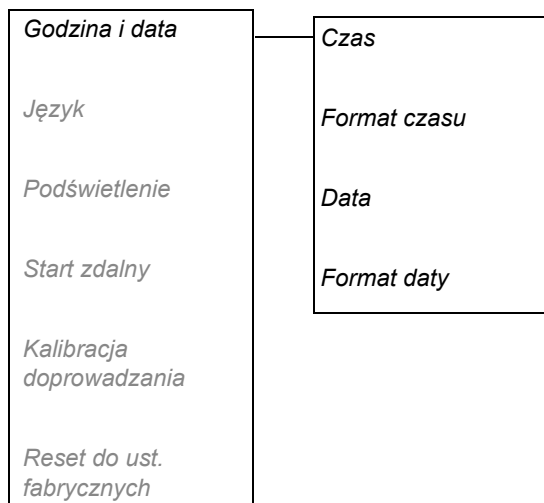 Godzina i data
Język
Podświetlenie
Start zdalny
Kalibracja
doprowadzania
Reset do ust.
fabrycznych
Czas
Format czasu
Data
Format daty